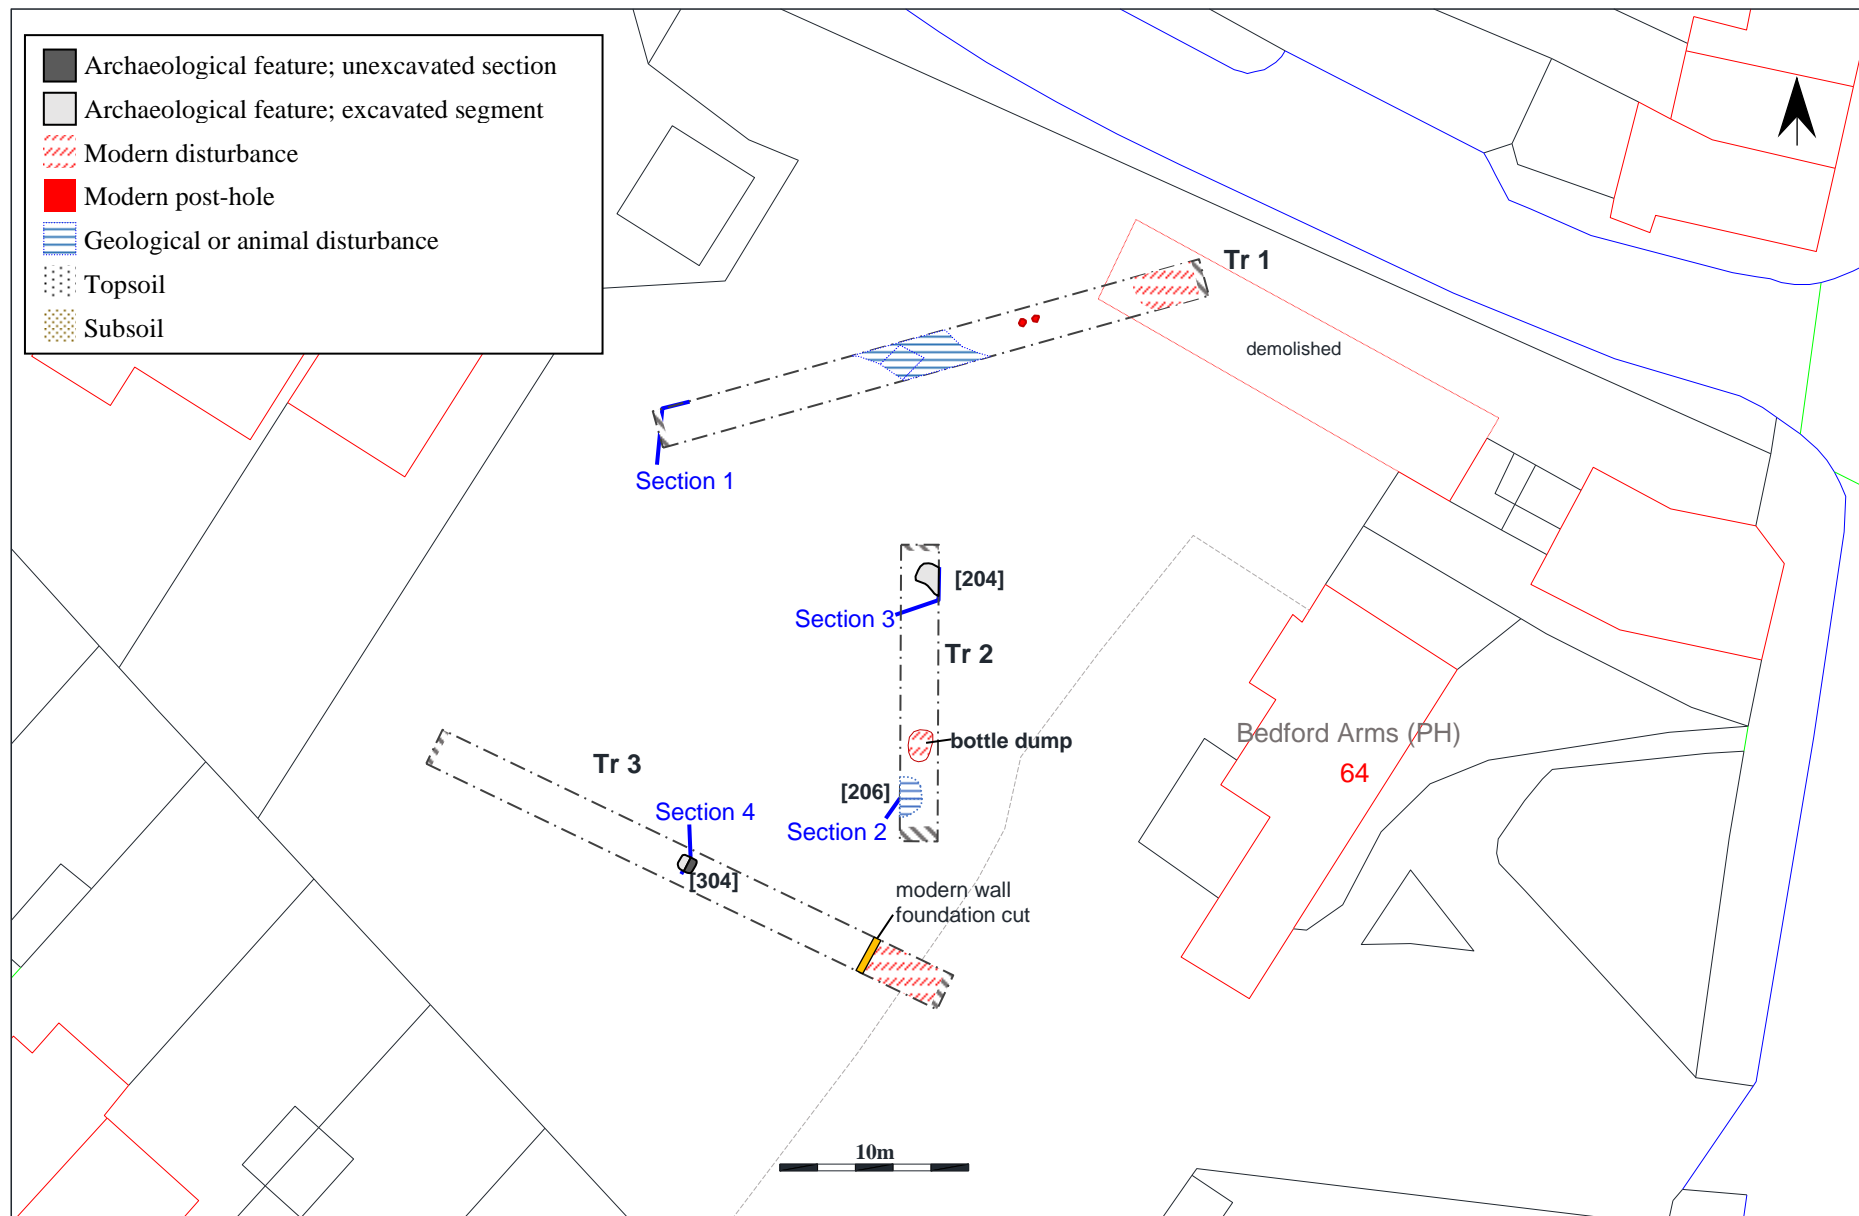 Archaeological feature; unexcavated section
Archaeological feature; excavated segment
Modern disturbance
Modern post-hole
Geological or animal disturbance
Topsoil
Subsoil
Tr 1
demolished
Section 1
[204]
Section 3
Tr 2
bottle dump
Bedford Arms (PH)
64
Tr 3
[206]
Section 4
Section 2
[304]
modern wall
foundation cut
10m